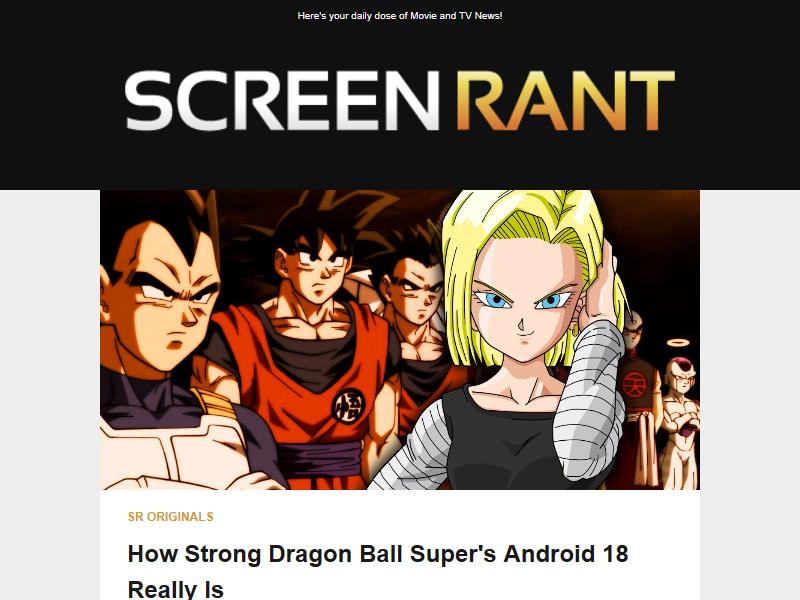 Here's your daily dose of Movie and TV News!
SCREEN RANT
悟
SR ORIGINALS
How Strong Dragon Ball Super's Android 18
Really Is